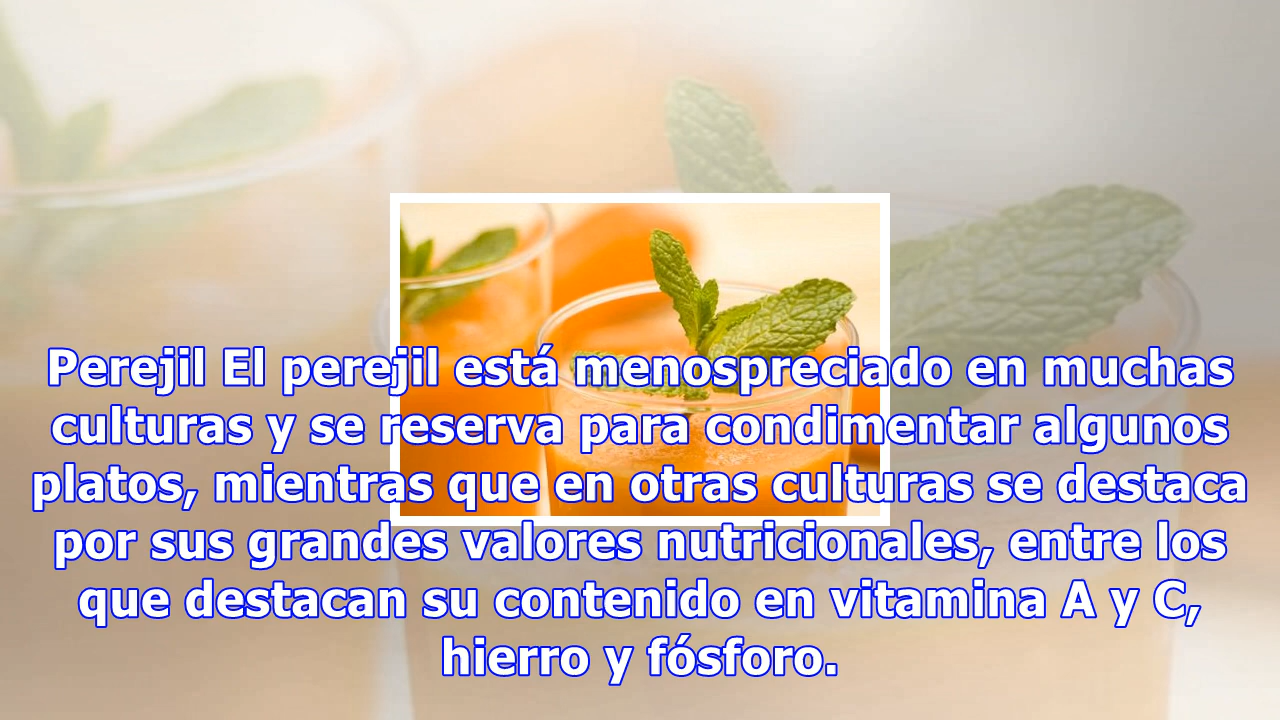 Perejil El perejil está menospreciado en muchas
culturas y se reserva para condimentar algunos
platos, mientras que en otras culturas se destaca
por sus grandes valores nutricionales, entre los
que destacan su contenido en vitamina A y C,
hierro y fósforo.